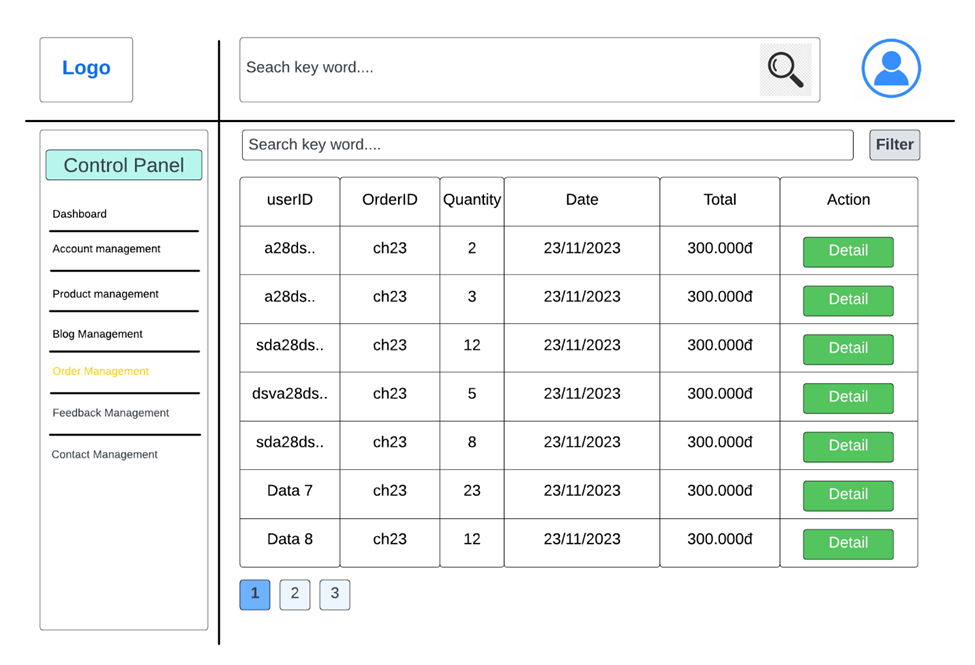 Logo
Seach key word....
Control Panel
Dashboard
Account management
Product management
Blog Management
Order Management
Feedback Management
Contact Management
Search key word....
Filter
userID OrderID Quantity Date Total Action
a28ds.. ch23 2 23/11/2023 300.000đ Detail
a28ds.. ch23 3 23/11/2023 300.000đ Detail
sda28ds.. ch23 12 23/11/2023 300.000đ Detail
dsva28ds.. ch23 5 23/11/2023 300.000đ Detail
sda28ds.. ch23 8 23/11/2023 300.000đ Detail
Data 7 ch23 23 23/11/2023 300.000đ Detail
Data 8 ch23 12 23/11/2023 300.000đ Detail
1 2 3